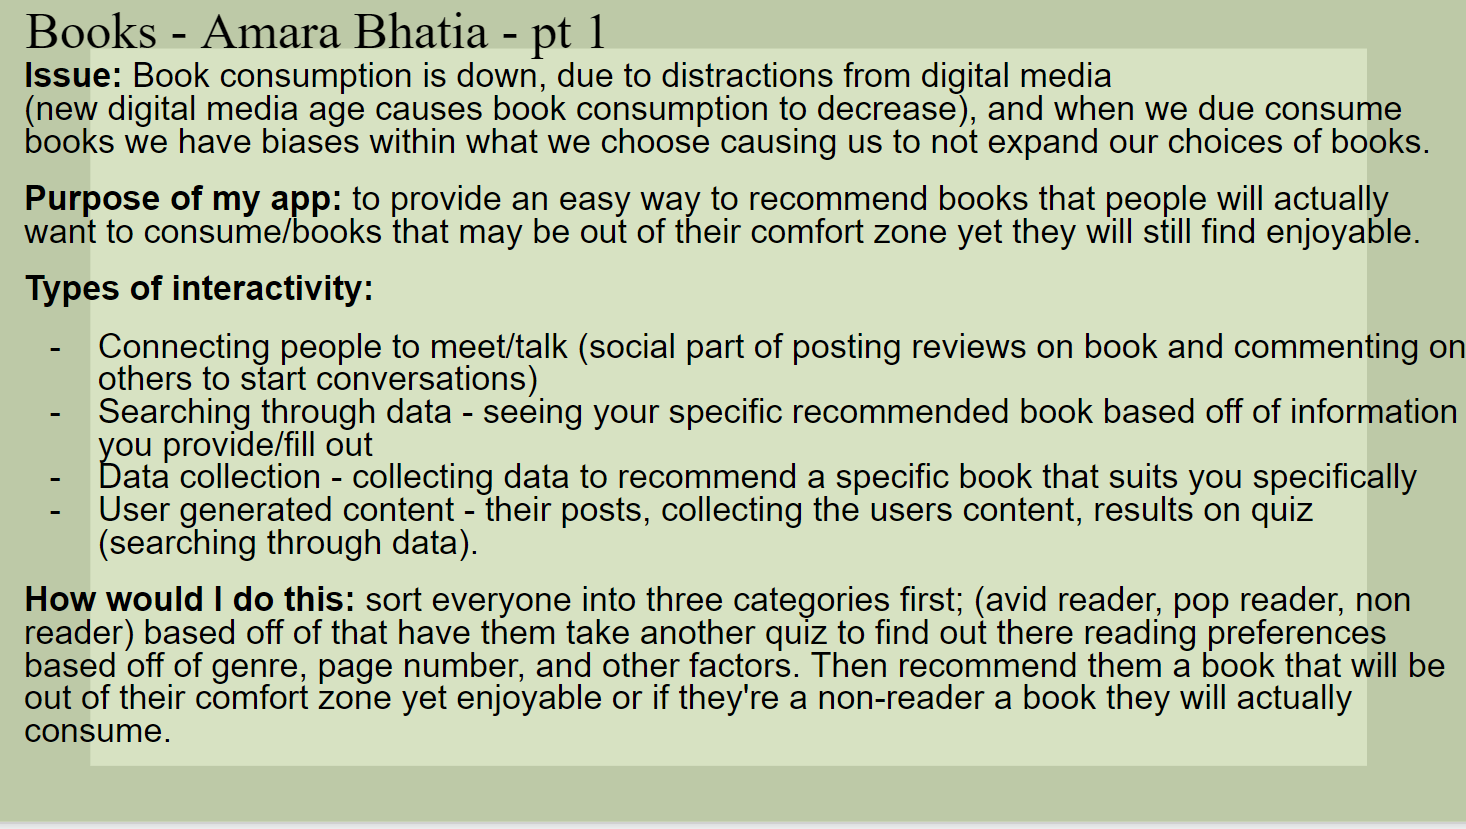 Books - Amara Bhatia - pt 1
Issue: Book consumption is down, due to distractions from digital media
(new digital media age causes book consumption to decrease), and when we due consume
books we have biases within what we choose causing us to not expand our choices of books.
Purpose of my app: to provide an easy way to recommend books that people will actually
want to consume/books that may be out of their comfort zone yet they will still find enjoyable.
Types of interactivity:
- Connecting people to meet/talk (social part of posting reviews on book and commenting on
others to start conversations)
- Searching through data - seeing your specific recommended book based off of information
you provide/fill out
- Data collection - collecting data to recommend a specific book that suits you specifically
- User generated content - their posts, collecting the users content, results on quiz
(searching through data).
How would I do this: sort everyone into three categories first; (avid reader, pop reader, non
reader) based off of that have them take another quiz to find out there reading preferences
based off of genre, page number, and other factors. Then recommend them a book that will be
out of their comfort zone yet enjoyable or if they're a non-reader a book they will actually
consume.